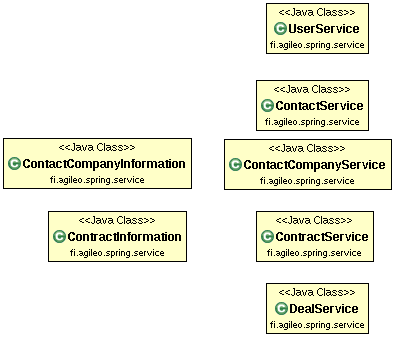 <<Java Class>>
UserService
fi.agileo.spring.service
<<Java Class>>
ContactService
fi.agileo.spring.service
<<Java Class>>
ContactCompanyInformation
fi.agileo.spring.service
<<Java Class>>
ContactCompanyService
fi.agileo.spring.service
<<Java Class>>
ContractInformation
fi.agileo.spring.service
<<Java Class>>
ContractService
fi.agileo.spring.service
<<Java Class>>
DealService
fi.agileo.spring.service